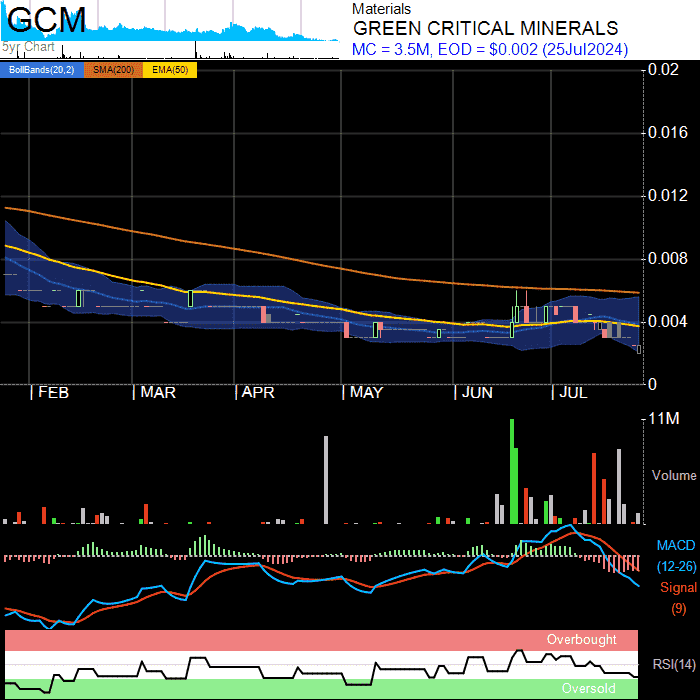 GCM
5yr Chart
Materials
GREEN CRITICAL MINERALS
MC = 3.5M, EOD = $0.002 (25Jul2024)
BollBands(20,2) SMA(200) EMA(50)
0.02
0.016
0.012
0.008
0.004
0
FEB MAR APR MAY JUN JUL
11M
Volume
MACD
(12-26)
Signal
(9)
Overbought
RSI(14)
Oversold